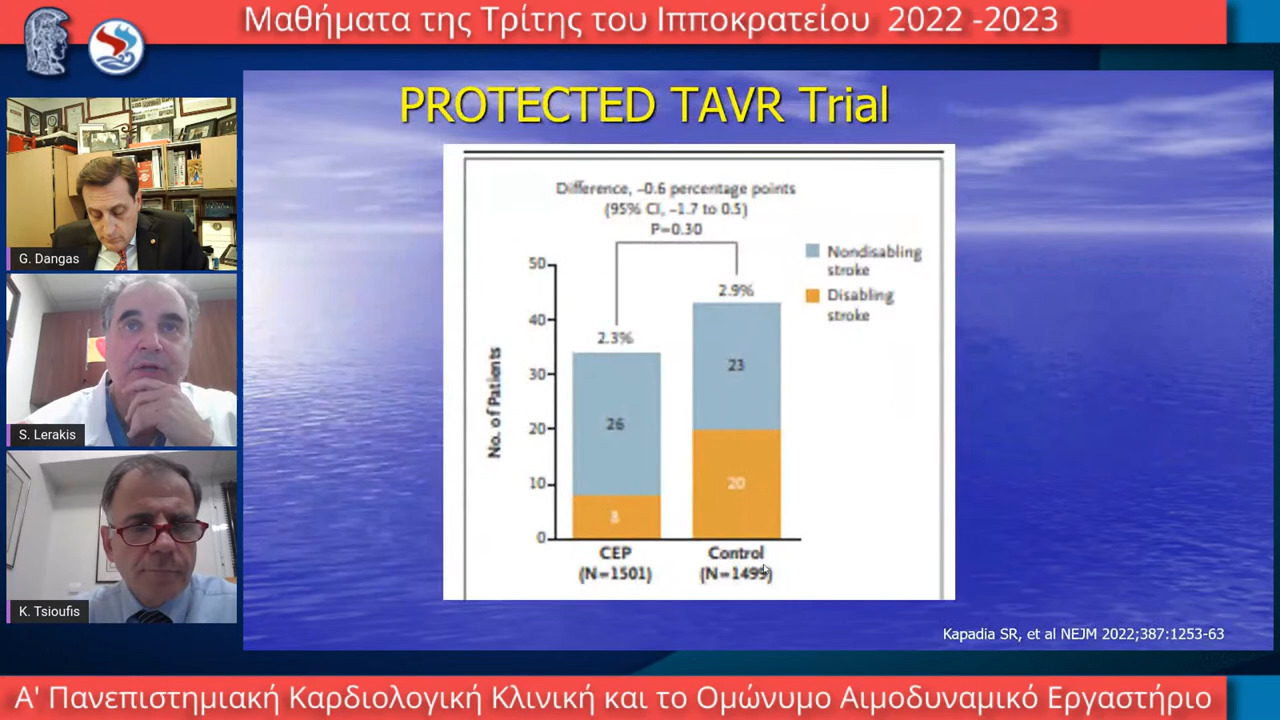 Μαθήματα της Τρίτης του Ιπποκρατείου 2022 -2023
G. Dangas
S. Lerakis
K. Tsioufis
PROTECTED TAVR Trial
Difference, −0.6 percentage points
(95% CI, −1.7 to 0.5)
P=0.30
Nondisabling
stroke
Disabling
stroke
No. of Patients
50
40
30
20
10
0
2.3%
26
8
2.9%
23
20
CEP
(N=1501)
Control
(N=1499)
Kapadia SR, et al NEJM 2022;387:1253-63
Α' Πανεπιστημιακή Καρδιολογική Κλινική και το Ομώνυμο Αιμοδυναμικό Εργαστήριο